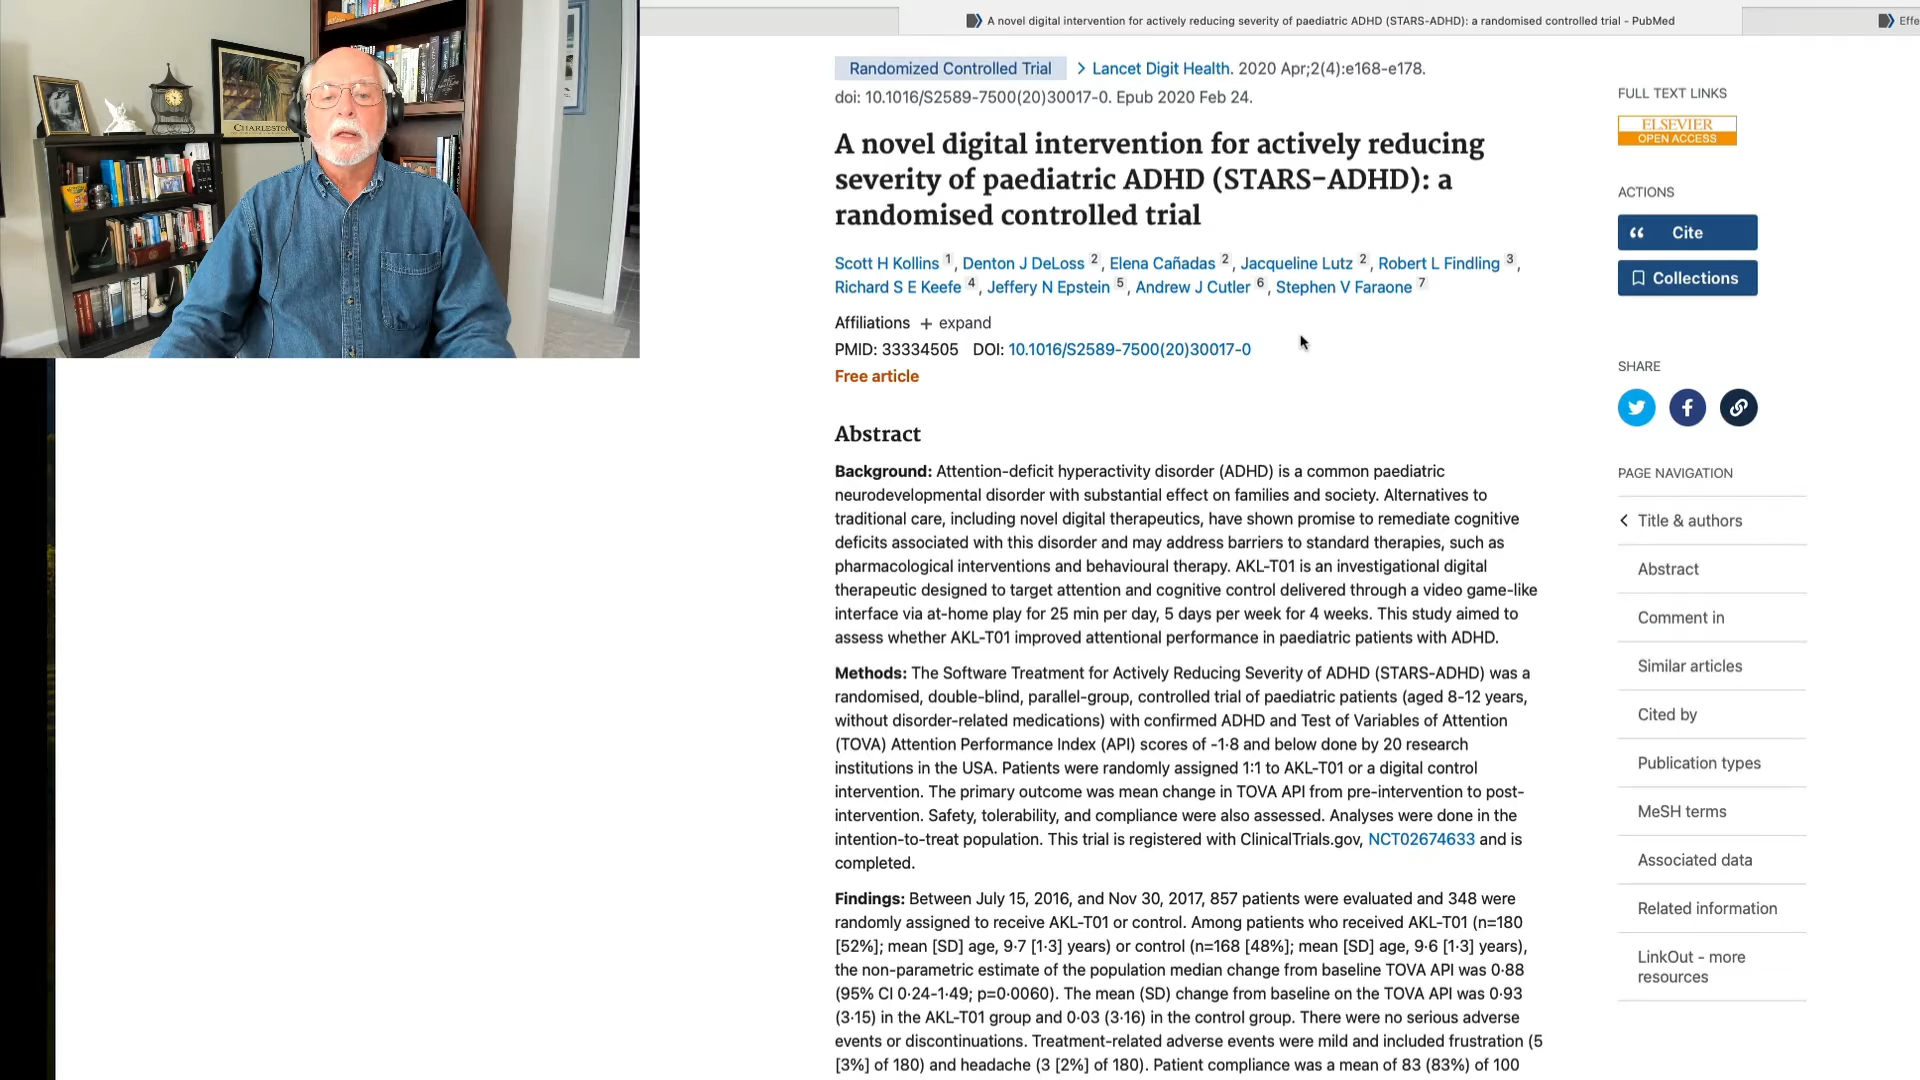 A novel digital intervention for actively reducing severity of paediatric ADHD (STARS-ADHD): a randomised controlled trial - PubMed
Effe
CHARLESTON
Randomized Controlled Trial > Lancet Digit Health. 2020 Apr;2(4):e168-e178.
doi: 10.1016/S2589-7500(20)30017-0. Epub 2020 Feb 24.
A novel digital intervention for actively reducing
severity of paediatric ADHD (STARS-ADHD): a
randomised controlled trial
Scott H Kollins 1, Denton J DeLoss 2, Elena Cañadas 2, Jacqueline Lutz 2, Robert L Findling 3,
Richard S E Keefe 4, Jeffery N Epstein 5, Andrew J Cutler 6, Stephen V Faraone 7
Affiliations + expand
PMID: 33334505 DOI: 10.1016/S2589-7500(20)30017-0
Free article
Abstract
Background: Attention-deficit hyperactivity disorder (ADHD) is a common paediatric
neurodevelopmental disorder with substantial effect on families and society. Alternatives to
traditional care, including novel digital therapeutics, have shown promise to remediate cognitive
deficits associated with this disorder and may address barriers to standard therapies, such as
pharmacological interventions and behavioural therapy. AKL-T01 is an investigational digital
therapeutic designed to target attention and cognitive control delivered through a video game-like
interface via at-home play for 25 min per day, 5 days per week for 4 weeks. This study aimed to
assess whether AKL-T01 improved attentional performance in paediatric patients with ADHD.
Methods: The Software Treatment for Actively Reducing Severity of ADHD (STARS-ADHD) was a
randomised, double-blind, parallel-group, controlled trial of paediatric patients (aged 8-12 years,
without disorder-related medications) with confirmed ADHD and Test of Variables of Attention
(TOVA) Attention Performance Index (API) scores of -1·8 and below done by 20 research
institutions in the USA. Patients were randomly assigned 1:1 to AKL-T01 or a digital control
intervention. The primary outcome was mean change in TOVA API from pre-intervention to post-
intervention. Safety, tolerability, and compliance were also assessed. Analyses were done in the
intention-to-treat population. This trial is registered with ClinicalTrials.gov, NCT02674633 and is
completed.
Findings: Between July 15, 2016, and Nov 30, 2017, 857 patients were evaluated and 348 were
randomly assigned to receive AKL-T01 or control. Among patients who received AKL-T01 (n=180
[52%]; mean [SD] age, 9·7 [1·3] years) or control (n=168 [48%]; mean [SD] age, 9·6 [1·3] years),
the non-parametric estimate of the population median change from baseline TOVA API was 0·88
(95% CI 0·24-1·49; p=0·0060). The mean (SD) change from baseline on the TOVA API was 0·93
(3·15) in the AKL-T01 group and 0·03 (3·16) in the control group. There were no serious adverse
events or discontinuations. Treatment-related adverse events were mild and included frustration (5
[3%] of 180) and headache (3 [2%] of 180). Patient compliance was a mean of 83 (83%) of 100
FULL TEXT LINKS
ELSEVIER
OPEN ACCESS
ACTIONS
Cite
Collections
SHARE
PAGE NAVIGATION
Title & authors
Abstract
Comment in
Similar articles
Cited by
Publication types
MeSH terms
Associated data
Related information
LinkOut - more
resources